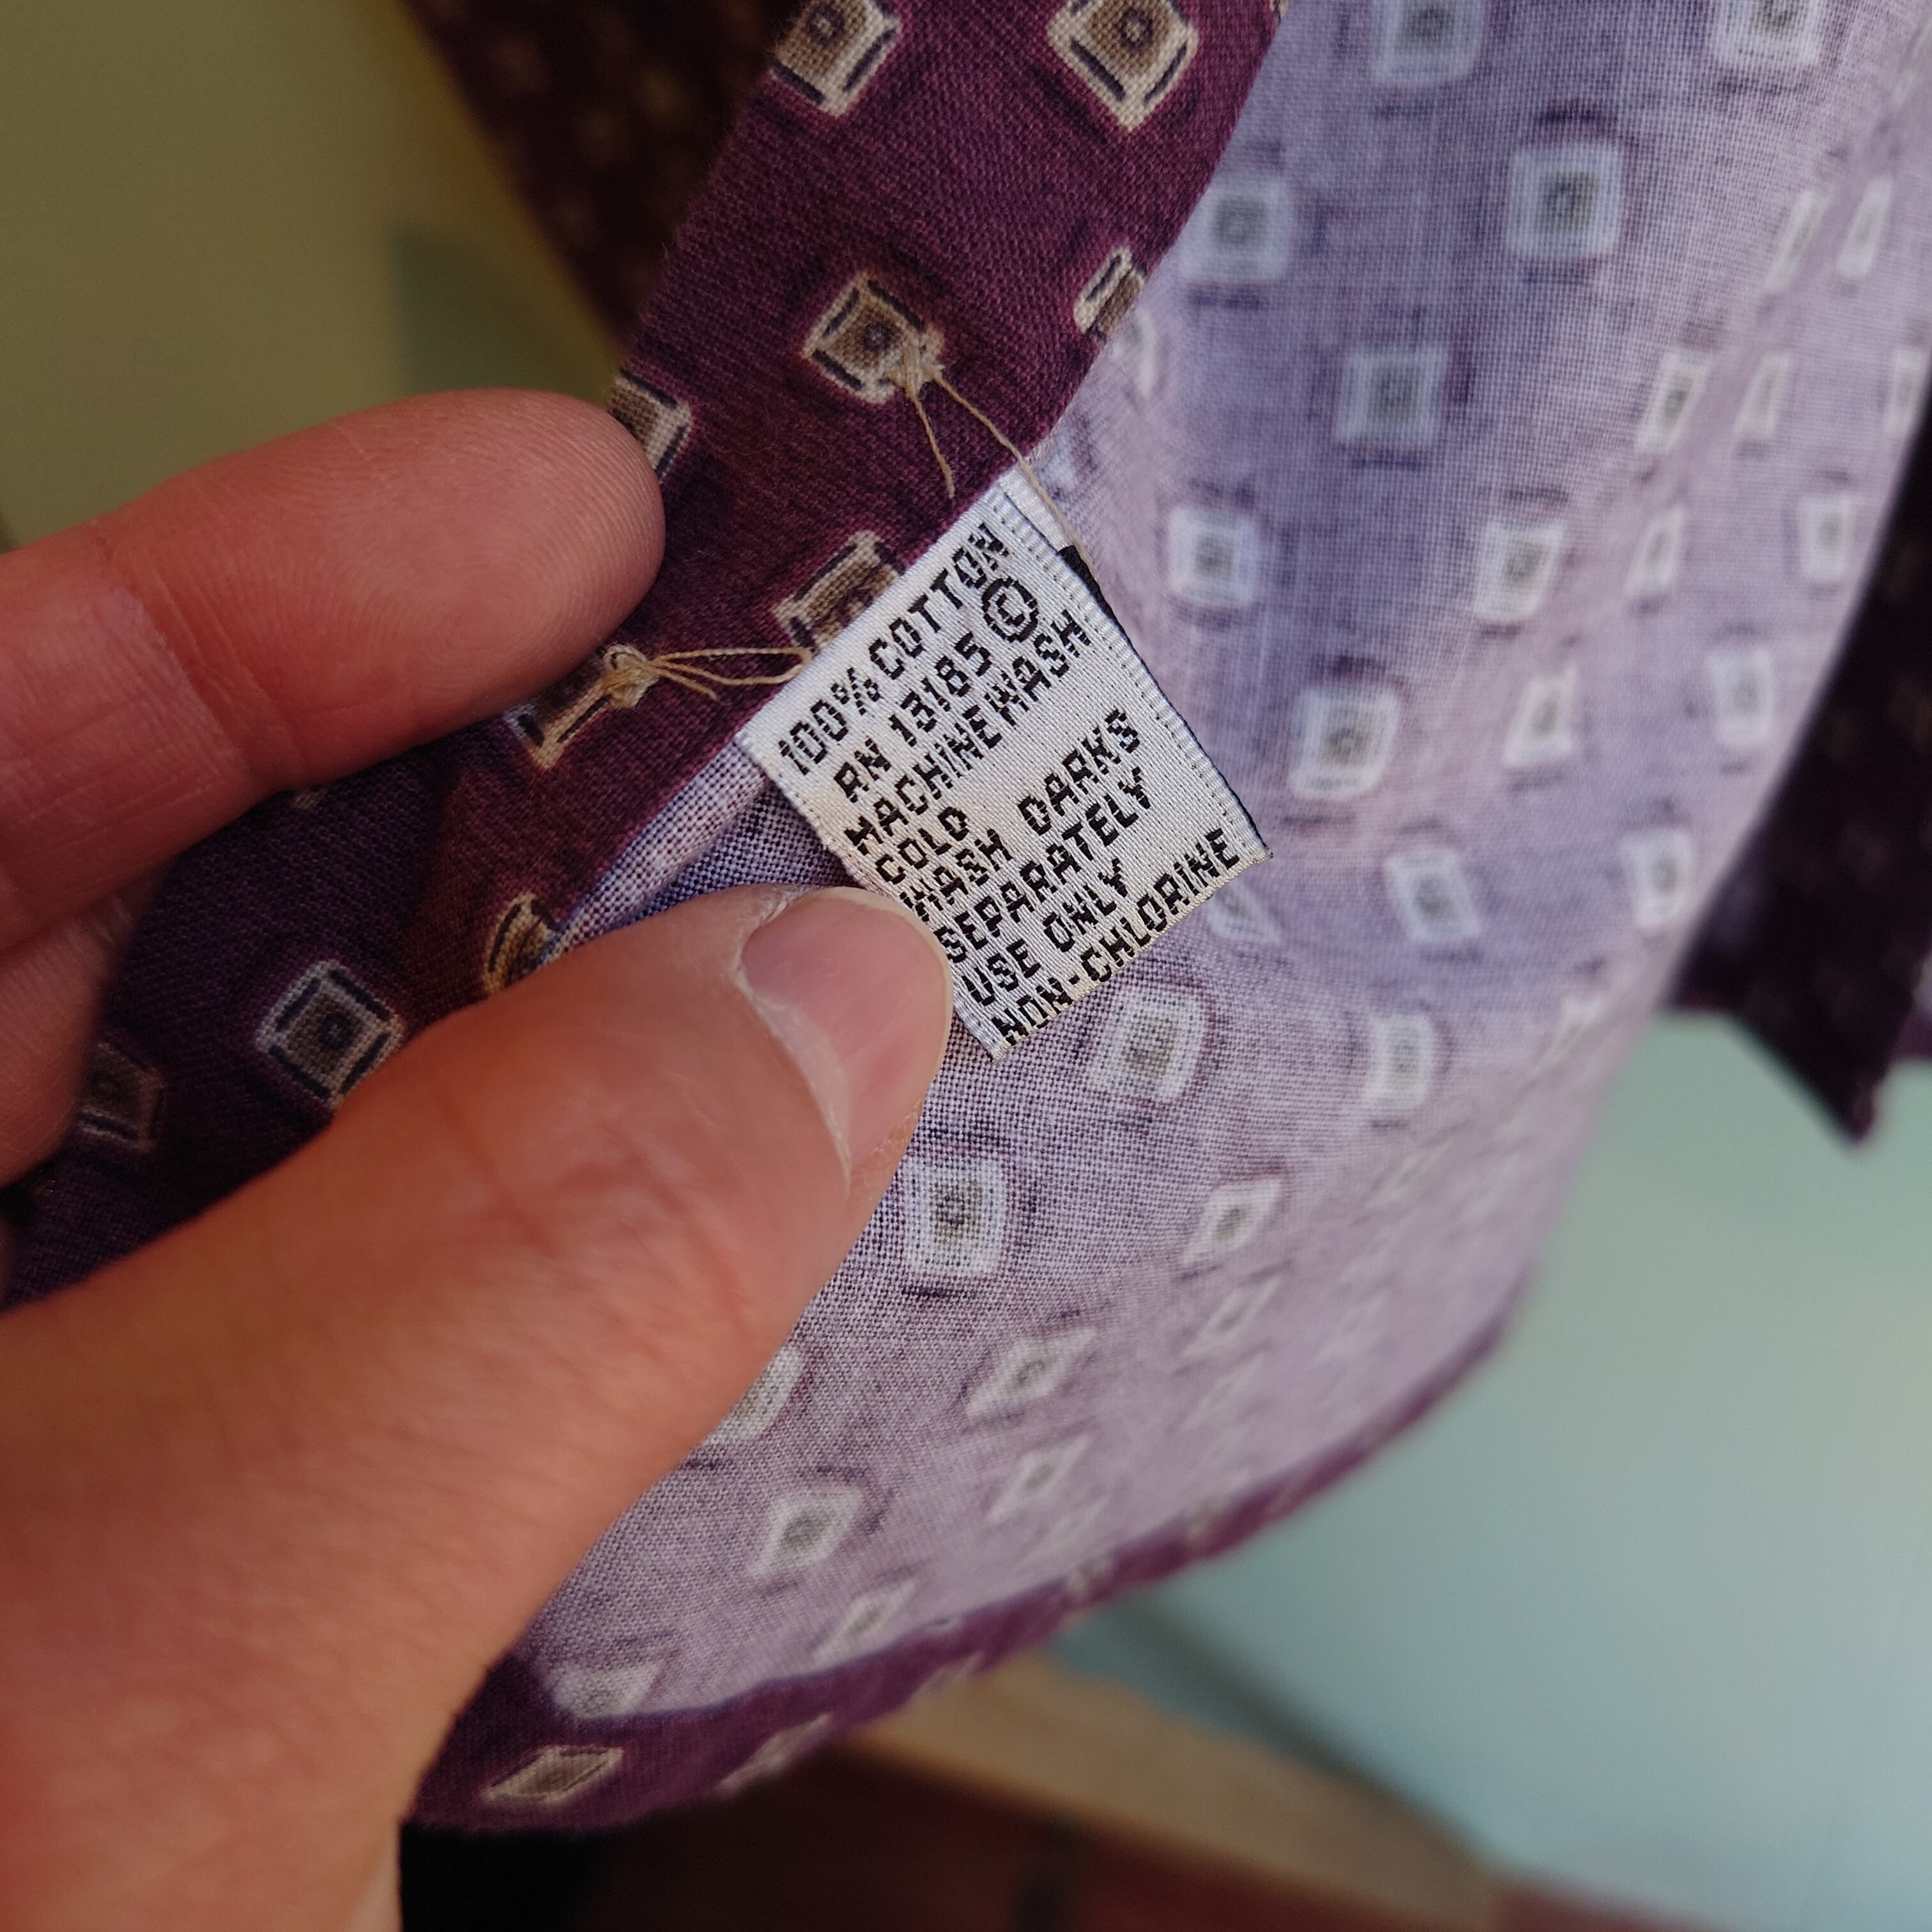 100% COTTON
RN 13185 ©
MACHINE WASH
COLD
WASH DARKS
SEPARATELY
USE ONLY
NON-CHLORINE